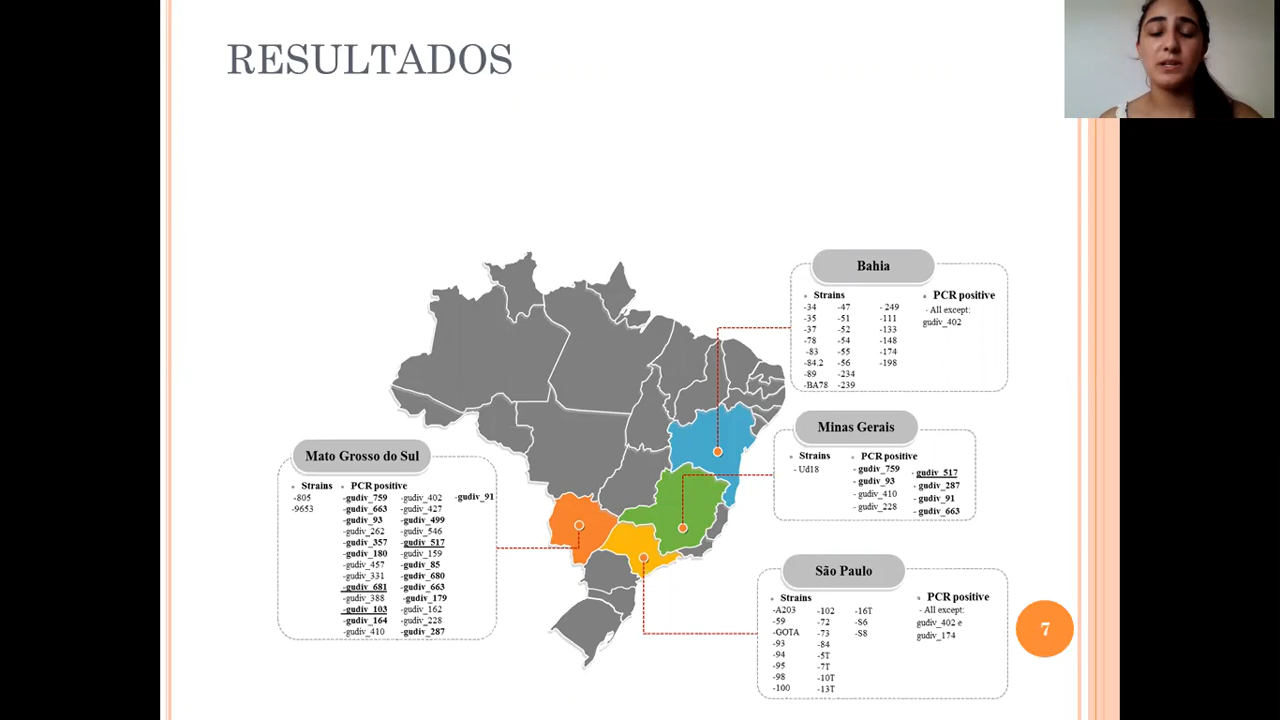 RESULTADOS
Bahia
Strains
-34 -47 - 249
-35 -51 -111
-37 -52 -133
-78 -54 -148
-83 -55 -174
-84.2 -56 -198
-89 -234
-BA78 -239
PCR positive
- All except:
gudiv_402
Minas Gerais
Strains
- Ud18
PCR positive
- gudiv_759 - gudiv_517
- gudiv_93 - gudiv_287
- gudiv_410 - gudiv_91
- gudiv_228 - gudiv_663
Mato Grosso do Sul
Strains
-805
-9653
PCR positive
-gudiv_759 -gudiv_402 -gudiv_91
-gudiv_663 -gudiv_427
-gudiv_93 -gudiv_499
-gudiv_262 -gudiv_546
-gudiv_357 -gudiv_517
-gudiv_180 -gudiv_159
-gudiv_457 -gudiv_85
-gudiv_331 -gudiv_680
-gudiv_681 -gudiv_663
-gudiv_388 -gudiv_179
-gudiv_103 -gudiv_162
-gudiv_164 -gudiv_228
-gudiv_410 -gudiv_287
São Paulo
Strains
-A203 -102 -16T
-59 -72 -S6
-GOTA -73 -S8
-93 -84
-94 -5T
-95 -7T
-98 -10T
-100 -13T
PCR positive
- All except:
gudiv_402 e
gudiv_174
7